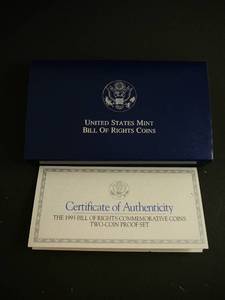 UNITED STATES MINT
BILL OF RIGHTS COINS
Certificate of Authenticity
THE 1993 BILL OF RIGHTS COMMEMORATIVE COINS
TWO-COIN PROOF SET